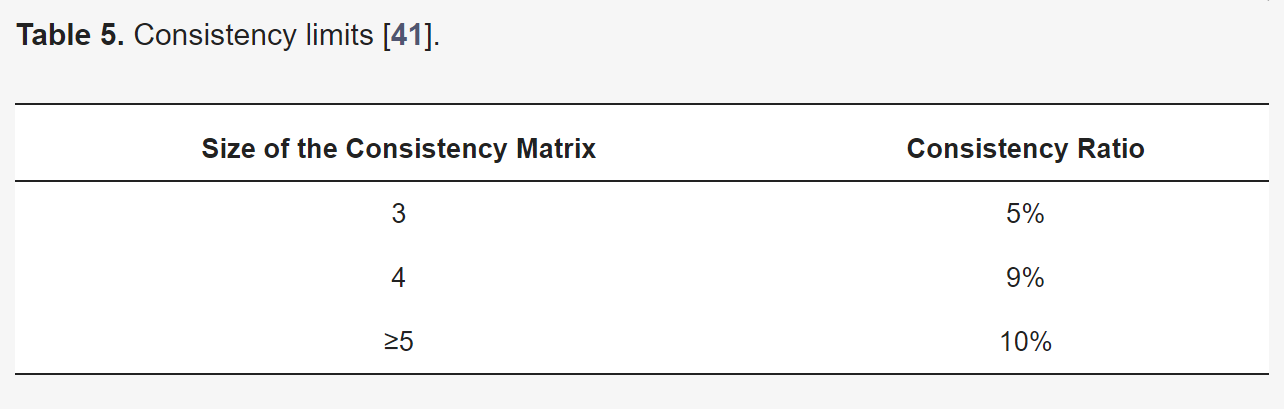 Table 5. Consistency limits [41].
Size of the Consistency Matrix Consistency Ratio
3 5%
4 9%
≥5 10%